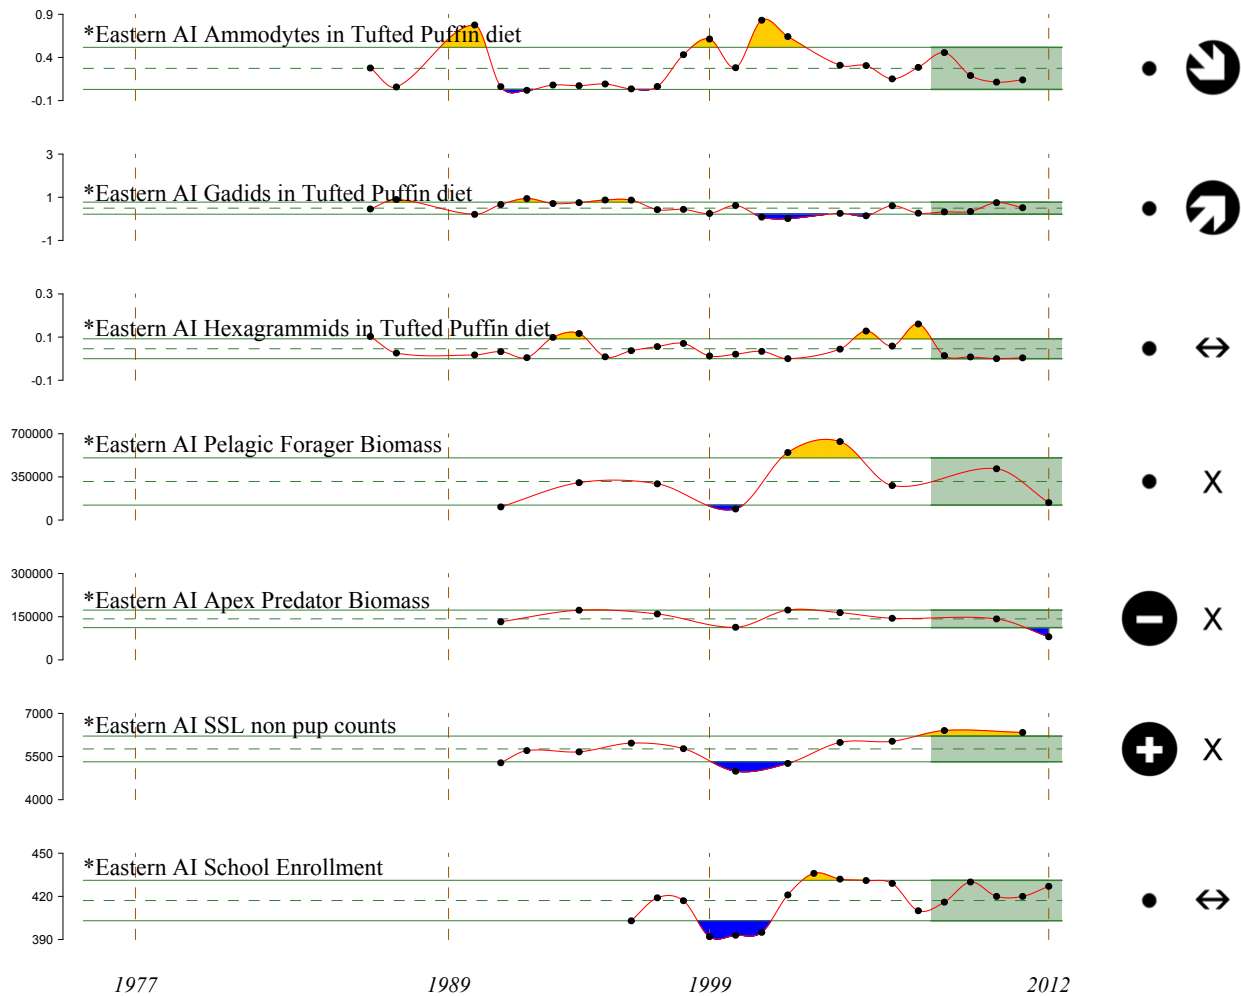 *Eastern AI Ammodytes in Tufted Puffin diet
0.9
0.4
-0.1
*Eastern AI Gadids in Tufted Puffin diet
3
1
-1
*Eastern AI Hexagrammids in Tufted Puffin diet
0.3
0.1
-0.1
*Eastern AI Pelagic Forager Biomass
700000
350000
0
X
*Eastern AI Apex Predator Biomass
300000
150000
0
X
*Eastern AI SSL non pup counts
7000
5500
4000
X
*Eastern AI School Enrollment
450
420
390
1977 1989 1999 2012